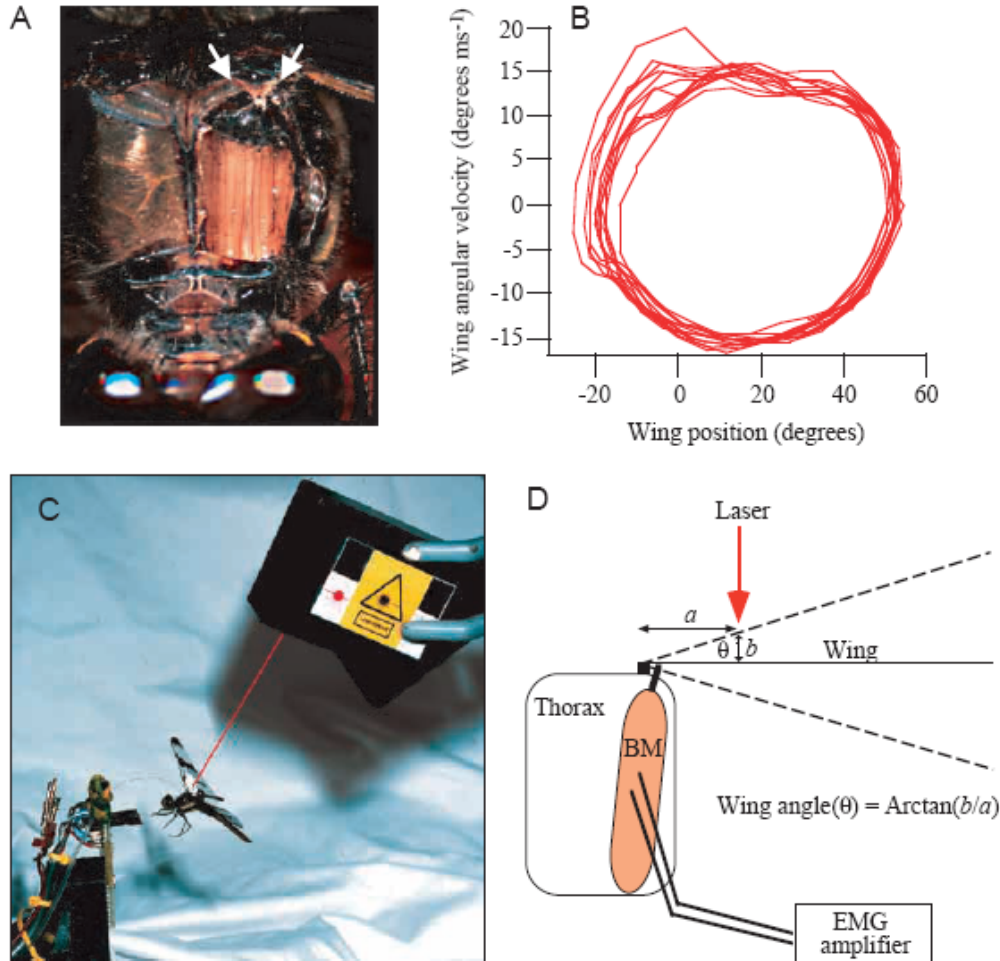 A
B
Wing angular velocity (degrees ms-1)
20
15
10
5
0
-5
-10
-15
-20
0
20
40
60
Wing position (degrees)
C
D
Laser
a
θ
b
Wing
Thorax
BM
Wing angle(θ) = Arctan(b/a)
EMG
amplifier